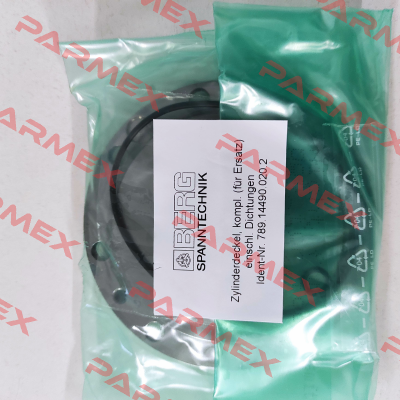 BERG
SPANNTECHNIK
Zylinderdeckel, kompl. (für Ersatz)
einschl. Dichtungen
Ident-Nr. 789 14490 020.2
PARMEX
PARMEX
PARMEX
PARMEX
PARMEX
PARMEX
PARMEX